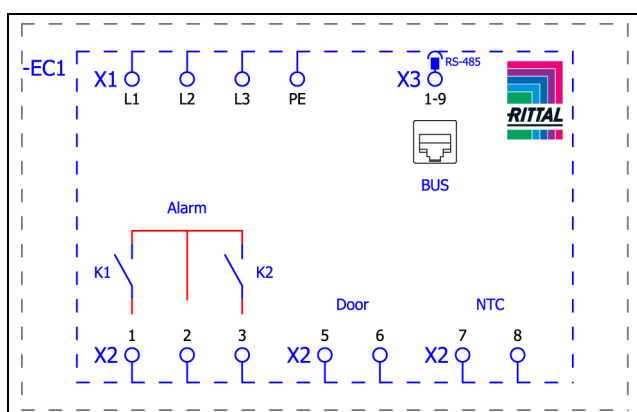 -EC1
X1
L1 L2 L3 PE
X3
RS-485
1-9
RITTAL
BUS
Alarm
K1 K2
Door NTC
1 2 3 5 6 7 8
X2 X2 X2